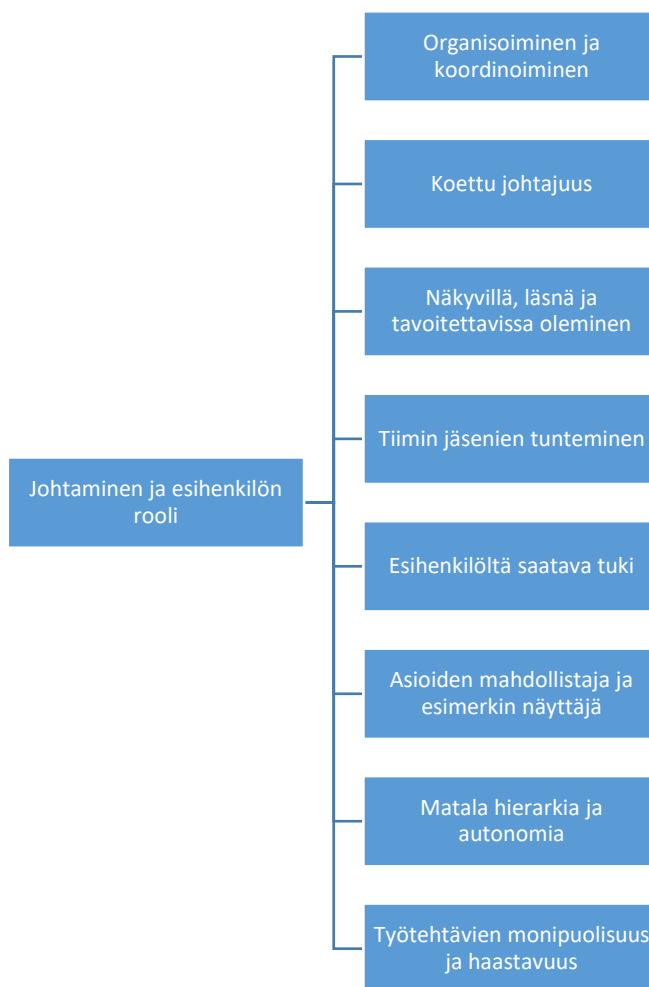 Organisoiminen ja
koordinoiminen
Koettu johtajuus
Näkyvillä, läsnä ja
tavoitettavissa oleminen
Tiimin jäsenien tunteminen
Johtaminen ja esihenkilön
rooli
Esihenkilöltä saatava tuki
Asioiden mahdollistaja ja
esimerkin näyttäjä
Matala hierarkia ja
autonomia
Työtehtävien monipuolisuus
ja haastavuus